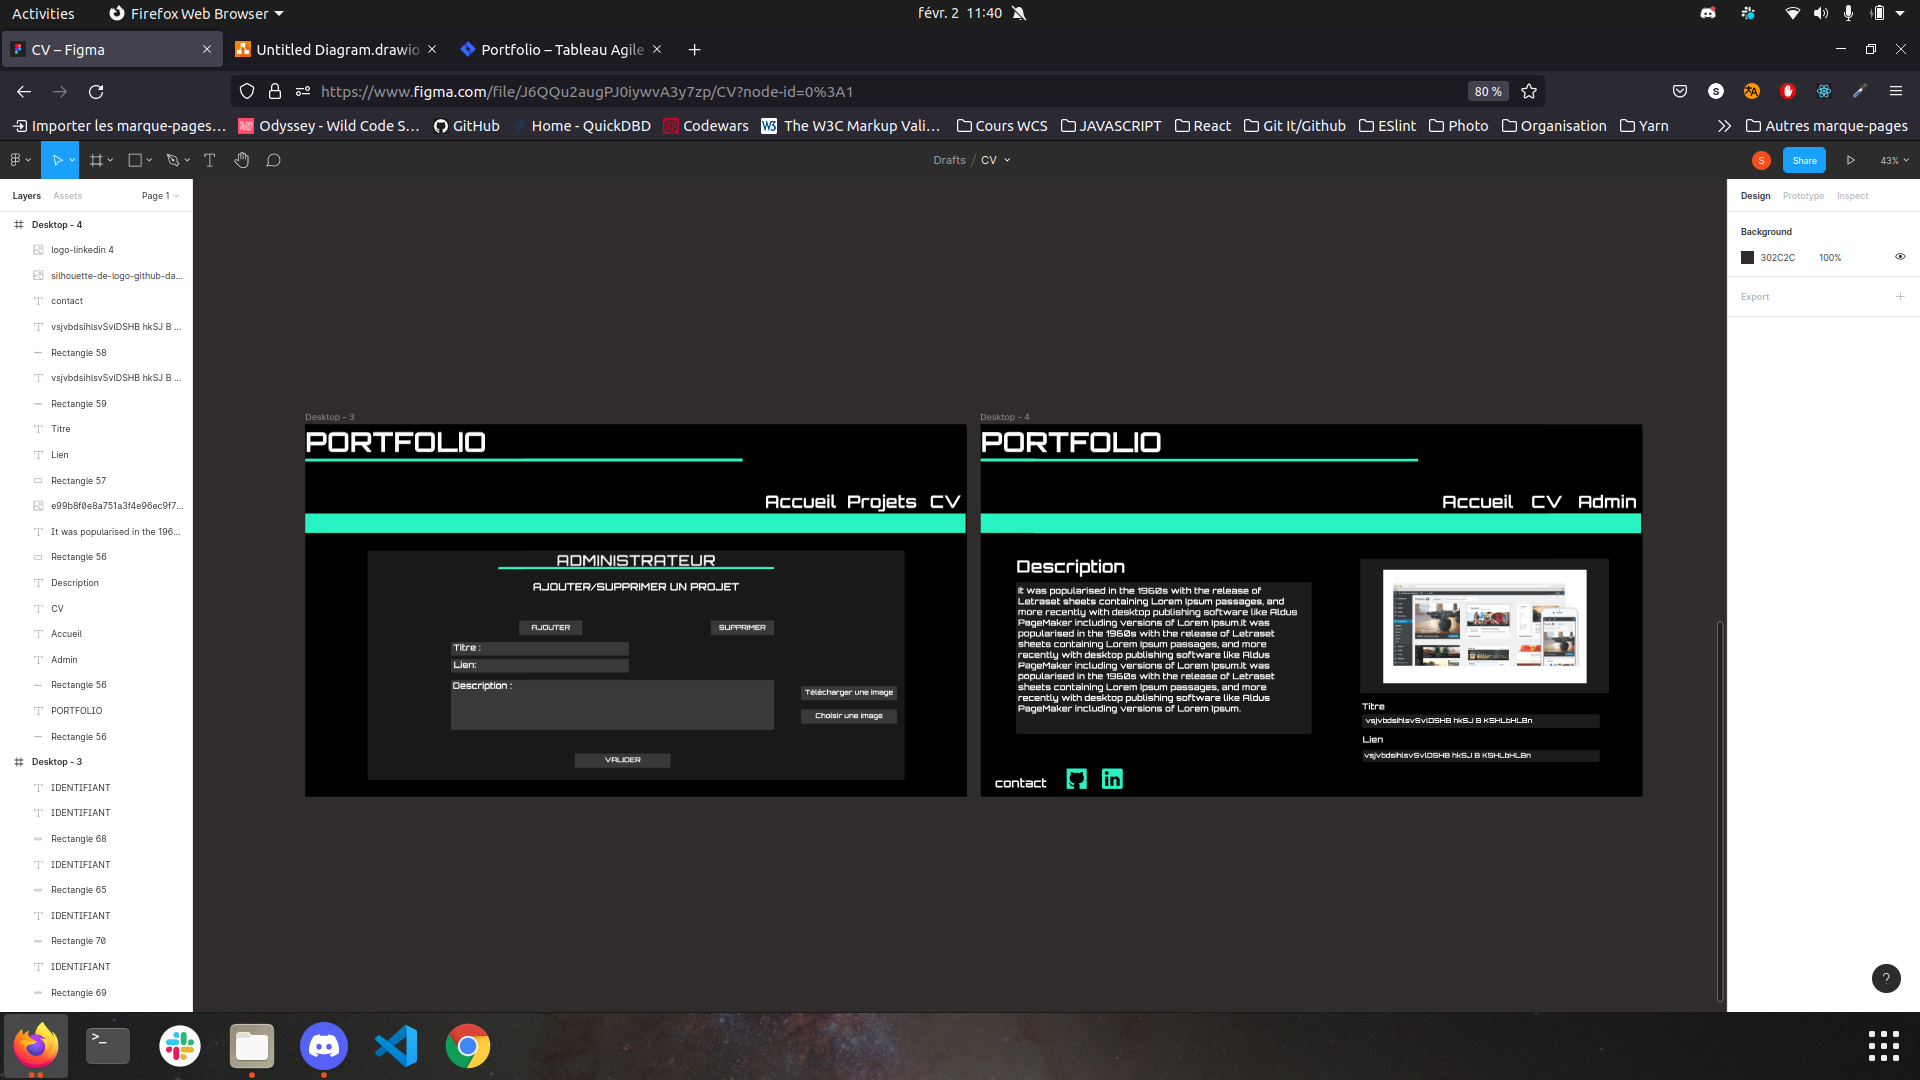 Activities
Firefox Web Browser
févr. 2 11:40
CV – Figma
Untitled Diagram.drawio
Portfolio – Tableau Agile
https://www.figma.com/file/J6QQu2augPJ0iywvA3y7zp/CV?node-id=0%3A1
80 %
Importer les marque-pages…
Odyssey - Wild Code S…
GitHub
Home - QuickDBD
Codewars
W3
The W3C Markup Vali…
Cours WCS
JAVASCRIPT
React
Git It/Github
ESlint
Photo
Organisation
Yarn
Autres marque-pages
Drafts / CV
S
Share
43%
Layers
Assets
Page 1
Desktop - 4
logo-linkedin 4
silhouette-de-logo-github-da...
contact
vsjvbdsihlsvSvlDSHB hkSJ B ...
Rectangle 58
vsjvbdsihlsvSvlDSHB hkSJ B ...
Rectangle 59
Titre
Lien
Rectangle 57
e99b8f0e8a751a3f4e96ec9f7...
It was popularised in the 196...
Rectangle 56
Description
CV
Accueil
Admin
Rectangle 56
PORTFOLIO
Rectangle 56
Desktop - 3
IDENTIFIANT
IDENTIFIANT
Rectangle 68
IDENTIFIANT
Rectangle 65
IDENTIFIANT
Rectangle 70
IDENTIFIANT
Rectangle 69
Desktop - 3
PORTFOLIO
Accueil Projets CV
ADMINISTRATEUR
AJOUTER/SUPPRIMER UN PROJET
AJOUTER
SUPPRIMER
Titre :
Lien:
Description :
Télécharger une image
Choisir une image
VALIDER
Desktop - 4
PORTFOLIO
Accueil CV Admin
Description
It was popularised in the 1960s with the release of
Letraset sheets containing Lorem Ipsum passages, and
more recently with desktop publishing software like Aldus
PageMaker including versions of Lorem Ipsum.It was
popularised in the 1960s with the release of Letraset
sheets containing Lorem Ipsum passages, and more
recently with desktop publishing software like Aldus
PageMaker including versions of Lorem Ipsum.It was
popularised in the 1960s with the release of Letraset
sheets containing Lorem Ipsum passages, and more
recently with desktop publishing software like Aldus
PageMaker including versions of Lorem Ipsum.
Titre
vsjvbdsihlsvSvlDSHB hkSJ B KSHLbHLBn
Lien
vsjvbdsihlsvSvlDSHB hkSJ B KSHLbHLBn
contact
Design
Prototype
Inspect
Background
302C2C
100%
Export
?